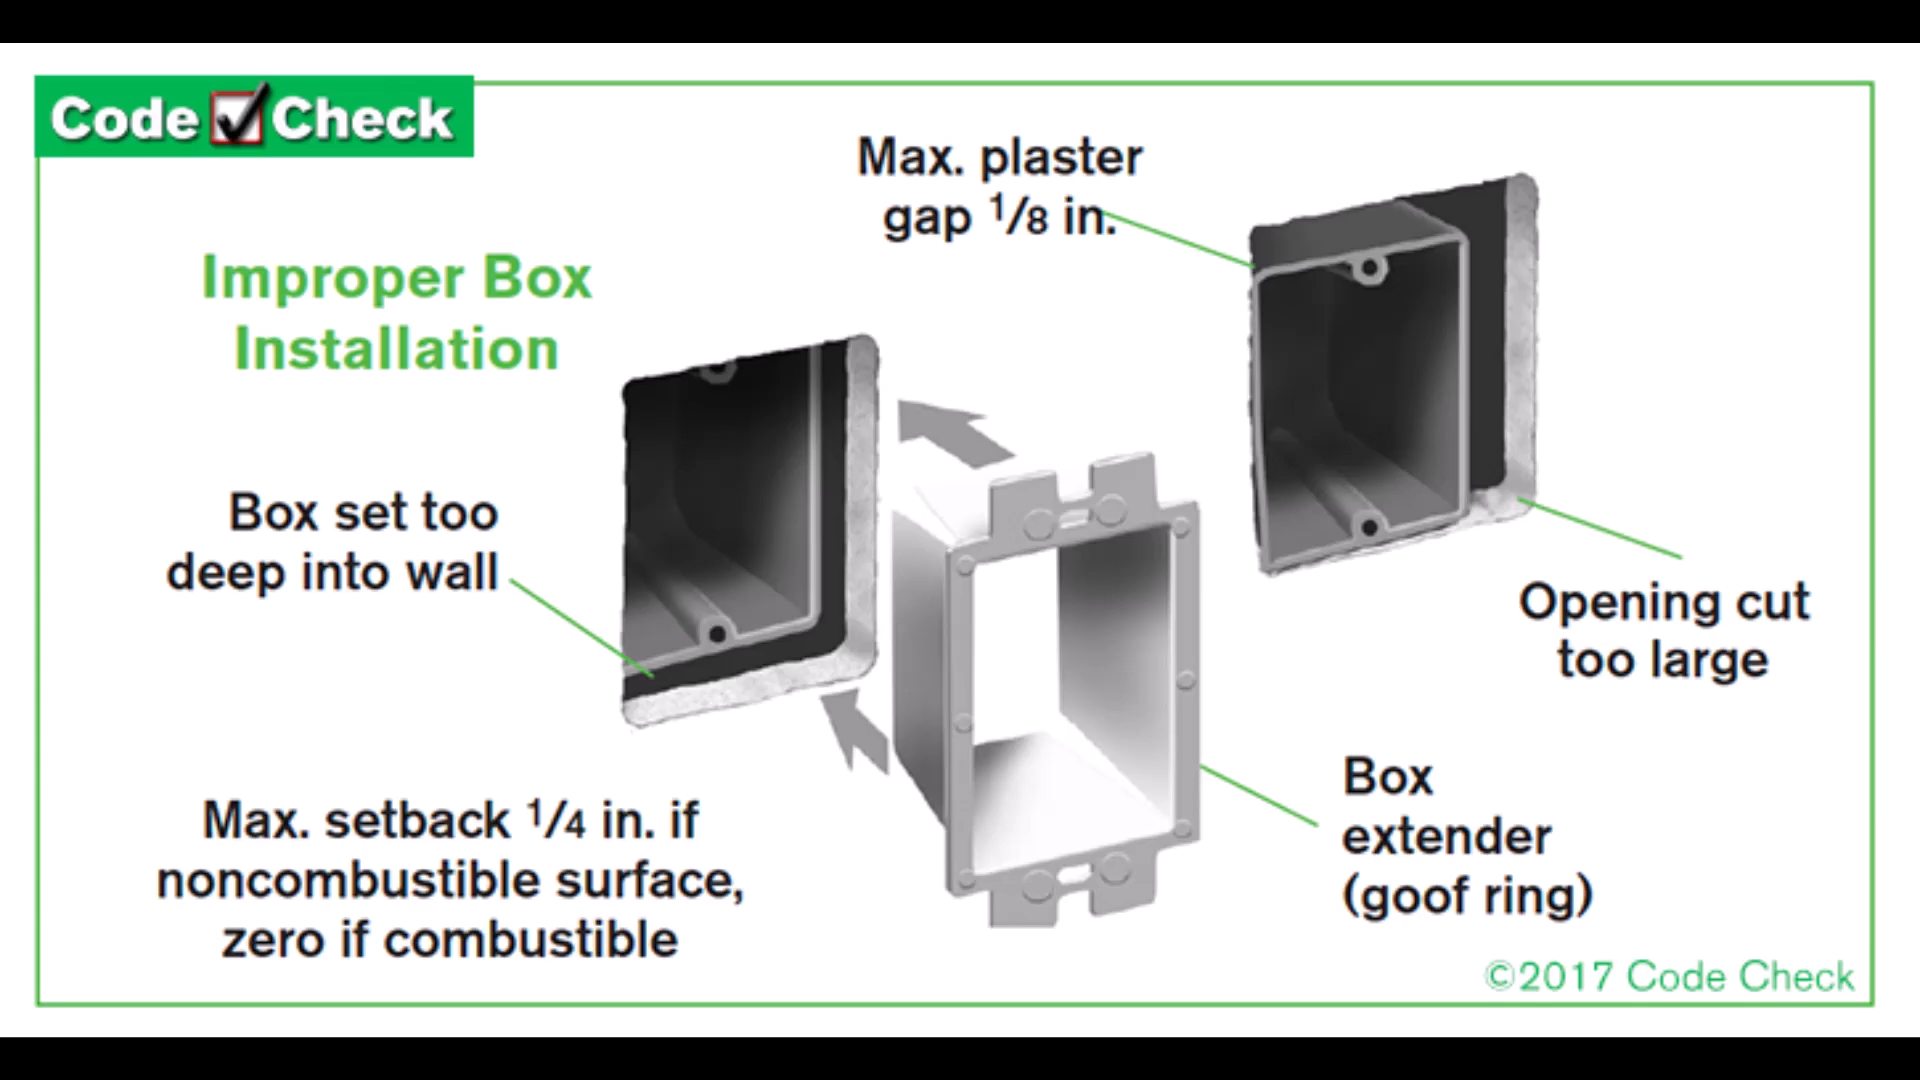 Code Check
Max. plaster
gap 1/8 in.
Improper Box
Installation
Box set too
deep into wall
Opening cut
too large
Max. setback 1/4 in. if
noncombustible surface,
zero if combustible
Box
extender
(goof ring)
©2017 Code Check